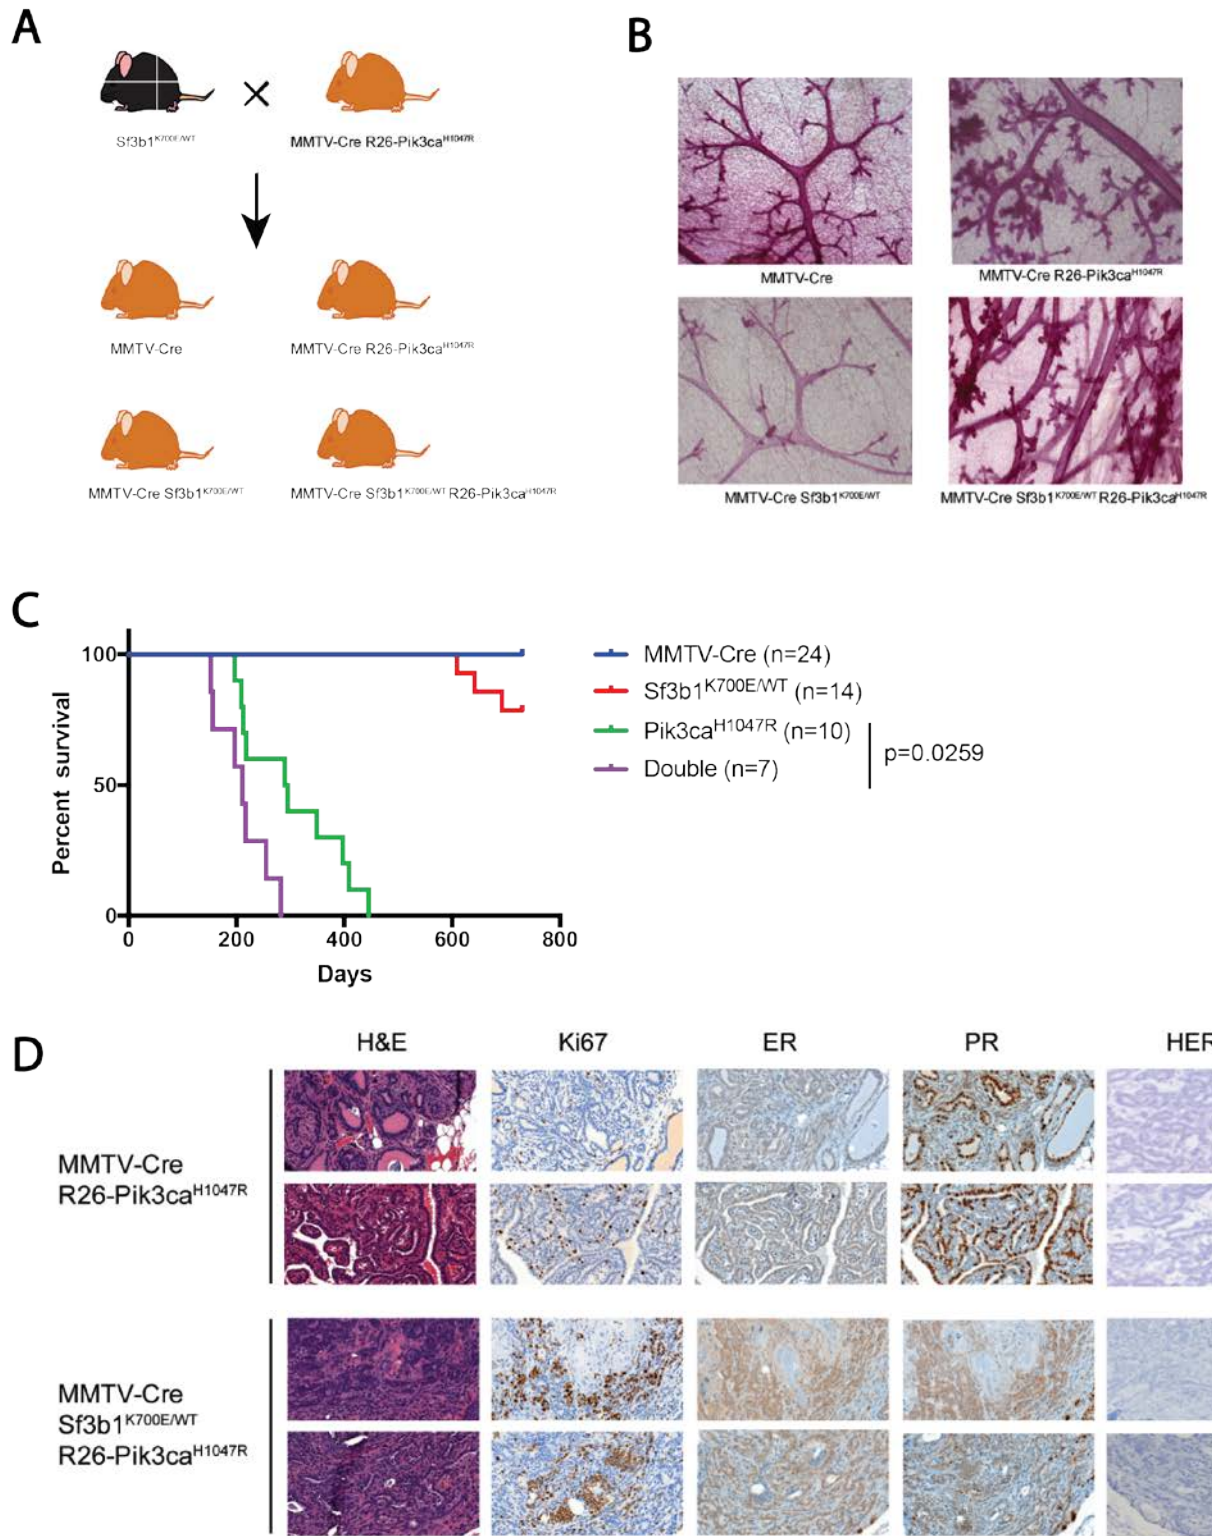 A
Sf3b1K700E/WT
MMTV-Cre R26-Pik3caH1047R
MMTV-Cre
MMTV-Cre R26-Pik3caH1047R
MMTV-Cre Sf3b1K700E/WT
MMTV-Cre Sf3b1K700E/WT R26-Pik3caH1047R
B
MMTV-Cre
MMTV-Cre R26-Pik3caH1047R
MMTV-Cre Sf3b1K700E/WT
MMTV-Cre Sf3b1K700E/WT R26-Pik3caH1047R
C
Percent survival
100
50
0
0 200 400 600 800
Days
MMTV-Cre (n=24)
Sf3b1K700E/WT (n=14)
Pik3caH1047R (n=10)
Double (n=7)
p=0.0259
D
H&E Ki67 ER PR HER
MMTV-Cre
R26-Pik3caH1047R
MMTV-Cre
Sf3b1K700E/WT
R26-Pik3caH1047R